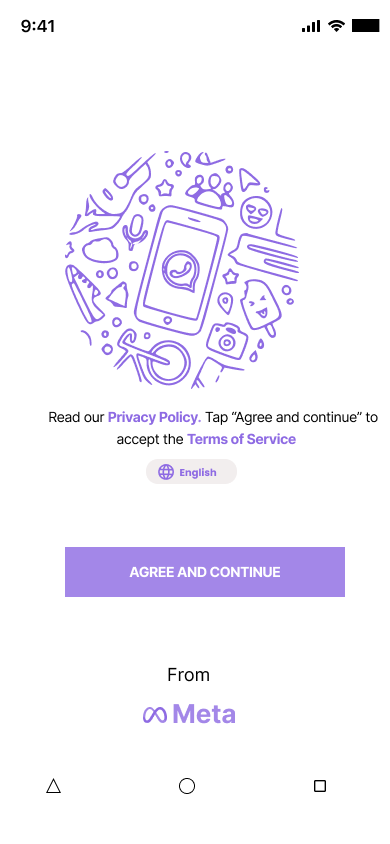 9:41
Read our Privacy Policy. Tap “Agree and continue” to
accept the Terms of Service
English
AGREE AND CONTINUE
From
Meta